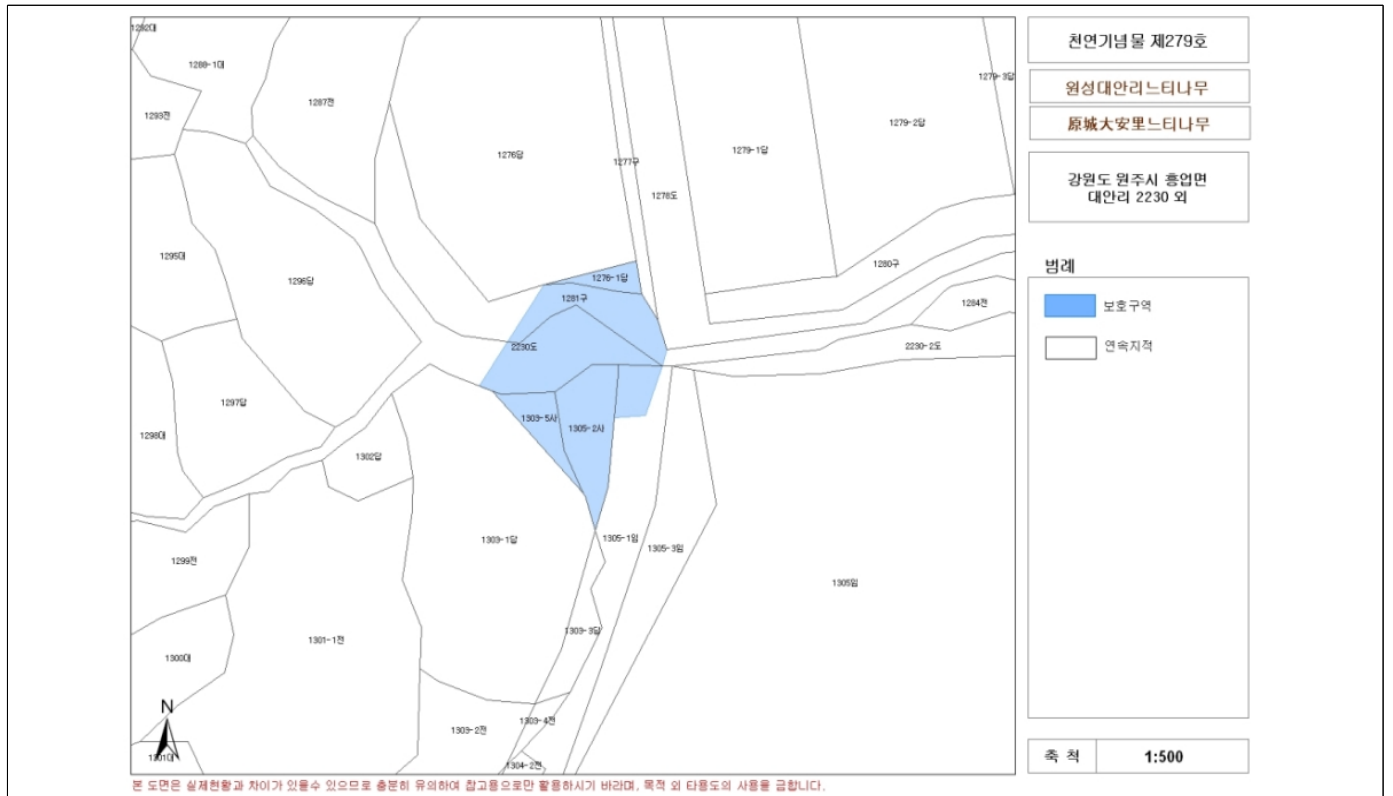 1292대
1288-1대
1287전
1279-3답
1293전
1276답
1277구
1279-1답
1279-2답
1278도
1295대
1296답
1276-1답
1280구
1281구
1284전
2230도
2230-2도
1297답
1303-5사
1305-2사
1298대
1302답
1303-1답
1305-1임
1305-3임
1299전
1305임
1301-1전
1303-3답
1300대
N
1303-2전
1303-4전
1301대
1304-2전
본 도면은 실제현황과 차이가 있을수 있으므로 충분히 유의하여 참고용으로만 활용하시기 바라며, 목적 외 타용도의 사용을 금합니다.
천연기념물 제279호
원성대안리느티나무
原城大安里느티나무
강원도 원주시 흥업면
대안리 2230 외
범례
보호구역
연속지적
축 척
1:500